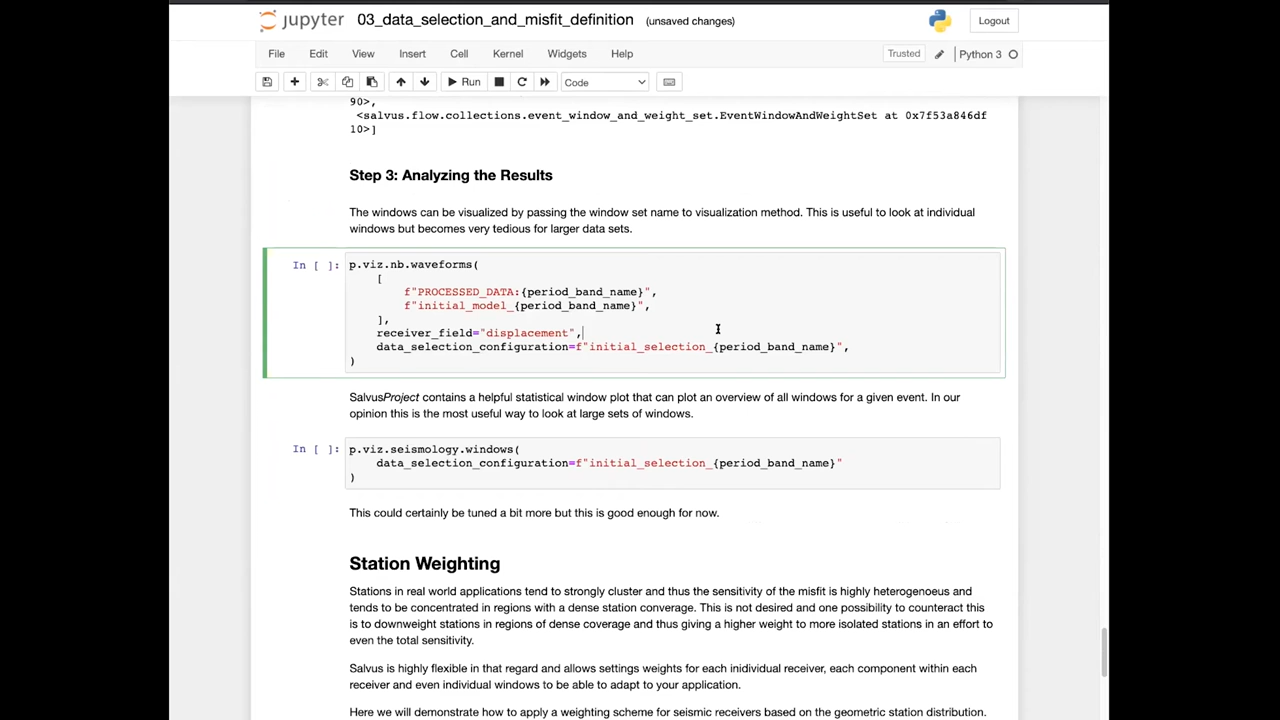 jupyter 03_data_selection_and_misfit_definition (unsaved changes) Logout
File Edit View Insert Cell Kernel Widgets Help Trusted Python 3
Run Code
90>,
<salvus.flow.collections.event_window_and_weight_set.EventWindowAndWeightSet at 0x7f53a846df
10>]
Step 3: Analyzing the Results
The windows can be visualized by passing the window set name to visualization method. This is useful to look at individual
windows but becomes very tedious for larger data sets.
In [ ]: p.viz.nb.waveforms(
[
f"PROCESSED_DATA:{period_band_name}",
f"initial_model_{period_band_name}",
],
receiver_field="displacement",
data_selection_configuration=f"initial_selection_{period_band_name}",
)
SalvusProject contains a helpful statistical window plot that can plot an overview of all windows for a given event. In our
opinion this is the most useful way to look at large sets of windows.
In [ ]: p.viz.seismology.windows(
data_selection_configuration=f"initial_selection_{period_band_name}"
)
This could certainly be tuned a bit more but this is good enough for now.
Station Weighting
Stations in real world applications tend to strongly cluster and thus the sensitivity of the misfit is highly heterogenoeus and
tends to be concentrated in regions with a dense station converage. This is not desired and one possibility to counteract this
is to downweight stations in regions of dense coverage and thus giving a higher weight to more isolated stations in an effort to
even the total sensitivity.
Salvus is highly flexible in that regard and allows settings weights for each inidividual receiver, each component within each
receiver and even individual windows to be able to adapt to your application.
Here we will demonstrate how to apply a weighting scheme for seismic receivers based on the geometric station distribution.